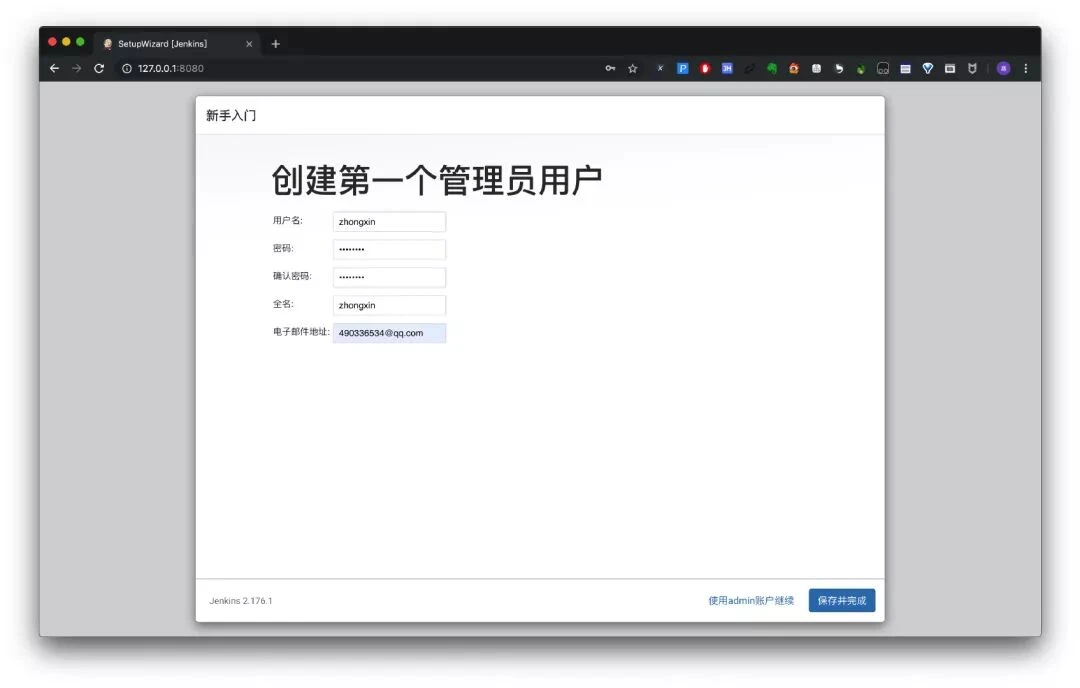 SetupWizard [Jenkins]
127.0.0.1:8080
新手入门
创建第一个管理员用户
用户名: zhongxin
密码: ••••••••
确认密码: ••••••••
全名: zhongxin
电子邮件地址: 490336534@qq.com
Jenkins 2.176.1
使用admin账户继续 保存并完成